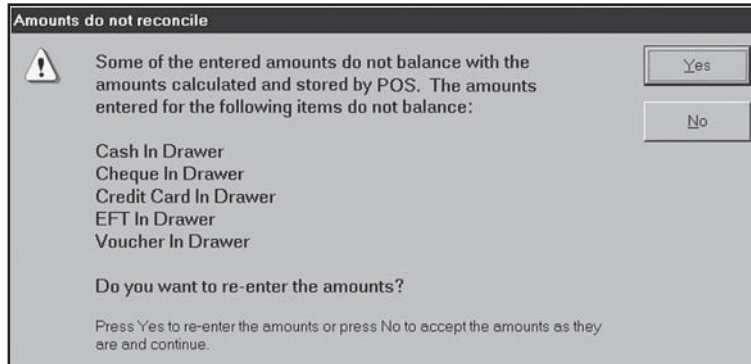 Amounts do not reconcile
Some of the entered amounts do not balance with the
amounts calculated and stored by POS. The amounts
entered for the following items do not balance:
Cash In Drawer
Cheque In Drawer
Credit Card In Drawer
EFT In Drawer
Voucher In Drawer
Do you want to re-enter the amounts?
Press Yes to re-enter the amounts or press No to accept the amounts as they
are and continue.
Yes
No